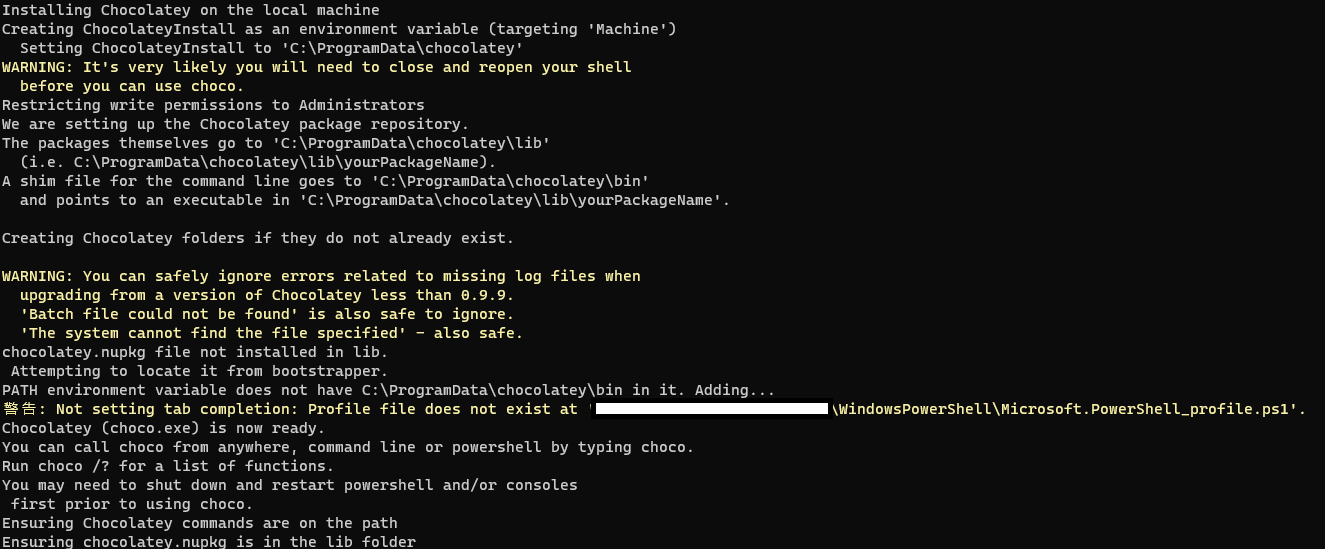 Installing Chocolatey on the local machine
Creating ChocolateyInstall as an environment variable (targeting 'Machine')
  Setting ChocolateyInstall to 'C:\ProgramData\chocolatey'
WARNING: It's very likely you will need to close and reopen your shell
  before you can use choco.
Restricting write permissions to Administrators
We are setting up the Chocolatey package repository.
The packages themselves go to 'C:\ProgramData\chocolatey\lib'
  (i.e. C:\ProgramData\chocolatey\lib\yourPackageName).
A shim file for the command line goes to 'C:\ProgramData\chocolatey\bin'
  and points to an executable in 'C:\ProgramData\chocolatey\lib\yourPackageName'.

Creating Chocolatey folders if they do not already exist.

WARNING: You can safely ignore errors related to missing log files when
  upgrading from a version of Chocolatey less than 0.9.9.
  'Batch file could not be found' is also safe to ignore.
  'The system cannot find the file specified' - also safe.
chocolatey.nupkg file not installed in lib.
 Attempting to locate it from bootstrapper.
PATH environment variable does not have C:\ProgramData\chocolatey\bin in it. Adding...
警告: Not setting tab completion: Profile file does not exist at '\WindowsPowerShell\Microsoft.PowerShell_profile.ps1'.
Chocolatey (choco.exe) is now ready.
You can call choco from anywhere, command line or powershell by typing choco.
Run choco /? for a list of functions.
You may need to shut down and restart powershell and/or consoles
 first prior to using choco.
Ensuring Chocolatey commands are on the path
Ensuring chocolatey.nupkg is in the lib folder